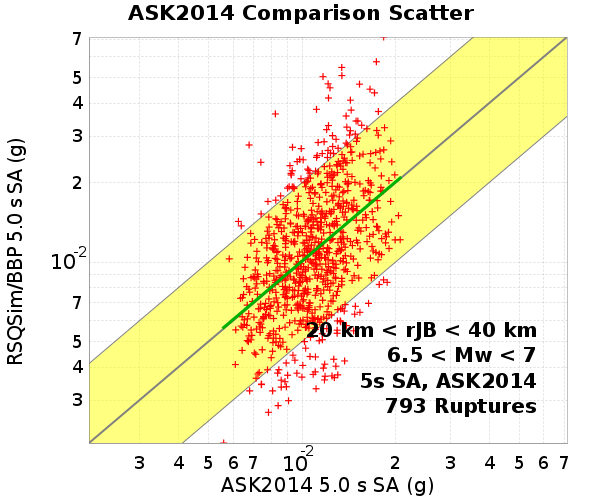 ASK2014 Comparison Scatter
RSQSim/BBP 5.0 s SA (g)
7
5
4
3
2
10-2
7
5
4
3
20 km < rJB < 40 km
6.5 < Mw < 7
5s SA, ASK2014
793 Ruptures
3 4 5 6 7 10-2 2 3 4 5 6 7
ASK2014 5.0 s SA (g)